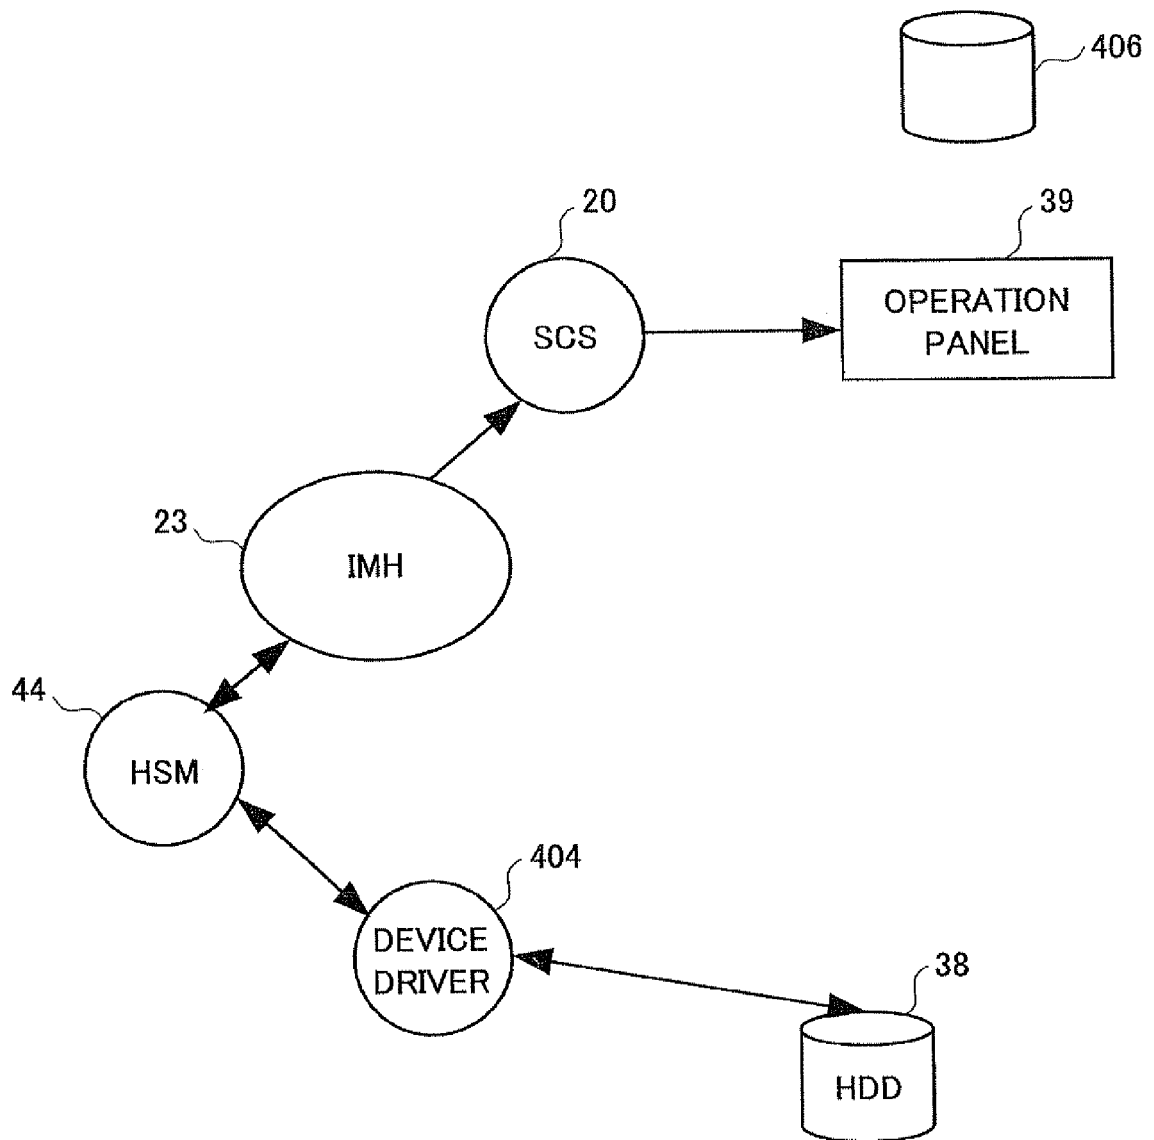 406
20
39
SCS
OPERATION
PANEL
23
IMH
44
HSM
404
DEVICE
DRIVER
38
HDD